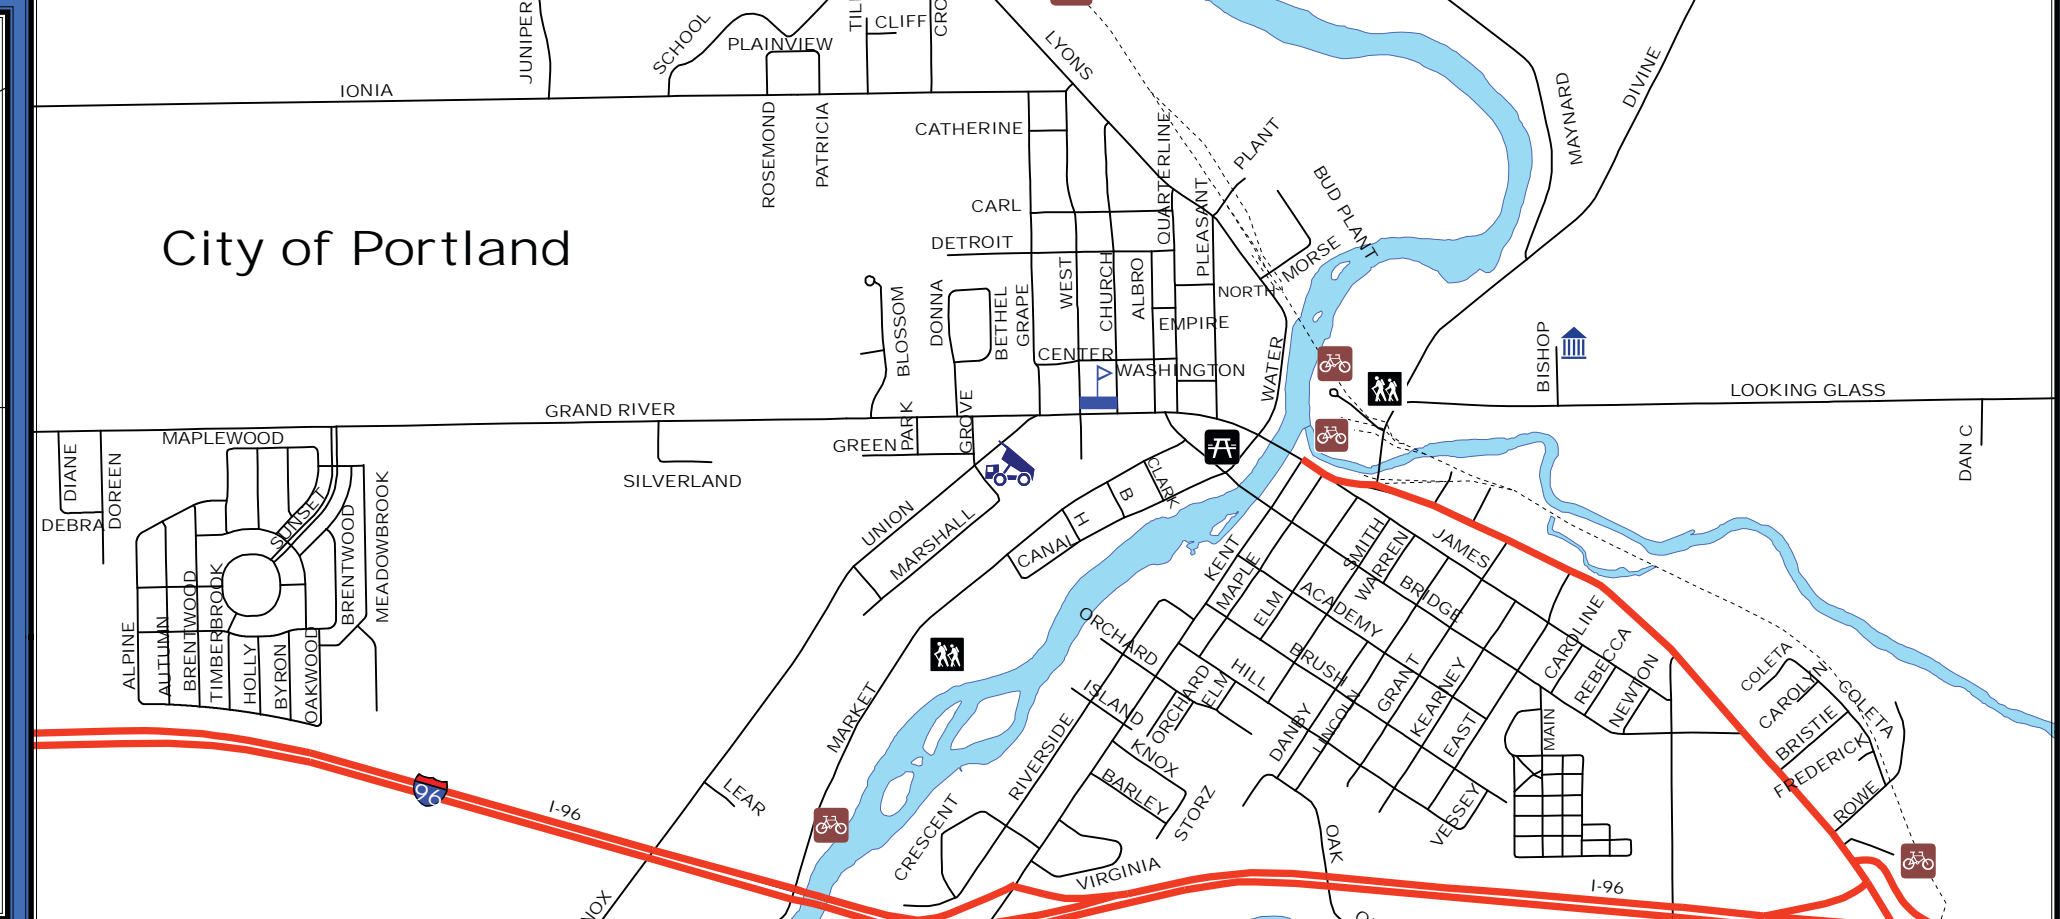 JUNIPER
SCHOOL
PLAINVIEW
CLIFF
LYONS
MAYNARD
DIVINE
IONIA
ROSEMOND
PATRICIA
CATHERINE
QUARTERLINE
PLANT
BUD PLANT
CARL
PLEASANT
City of Portland
DETROIT
MORSE
BLOSSOM
DONNA
BETHEL
GRAPE
WEST
CHURCH
ALBRO
NORTH
EMPIRE
CENTER
WASHINGTON
WATER
BISHOP
LOOKING GLASS
GRAND RIVER
MAPLEWOOD
GREEN
PARK
GROVE
DIANE
DOREEN
DEBRA
SILVERLAND
DAN C
SUNSET
BRENTWOOD
MEADOWBROOK
UNION
MARSHALL
CANAL
H
B
CLARK
KENT
MAPLE
ELM
SMITH
WARREN
JAMES
ACADEMY
BRIDGE
ALPINE
AUTUMN
BRENTWOOD
TIMBERBROOK
HOLLY
BYRON
OAKWOOD
ORCHARD
ISLAND
ORCHARD
ELM
HILL
BRUSH
GRANT
KEARNEY
EAST
CAROLINE
REBECCA
NEWTON
COLETA
CAROLYN
COLETA
BRISTIE
FREDERICK
ROWE
MARKET
RIVERSIDE
KNOX
BARLEY
STORZ
DANBY
LINCOLN
MAIN
VESSEY
LEAR
96
I-96
CRESCENT
VIRGINIA
OAK
I-96